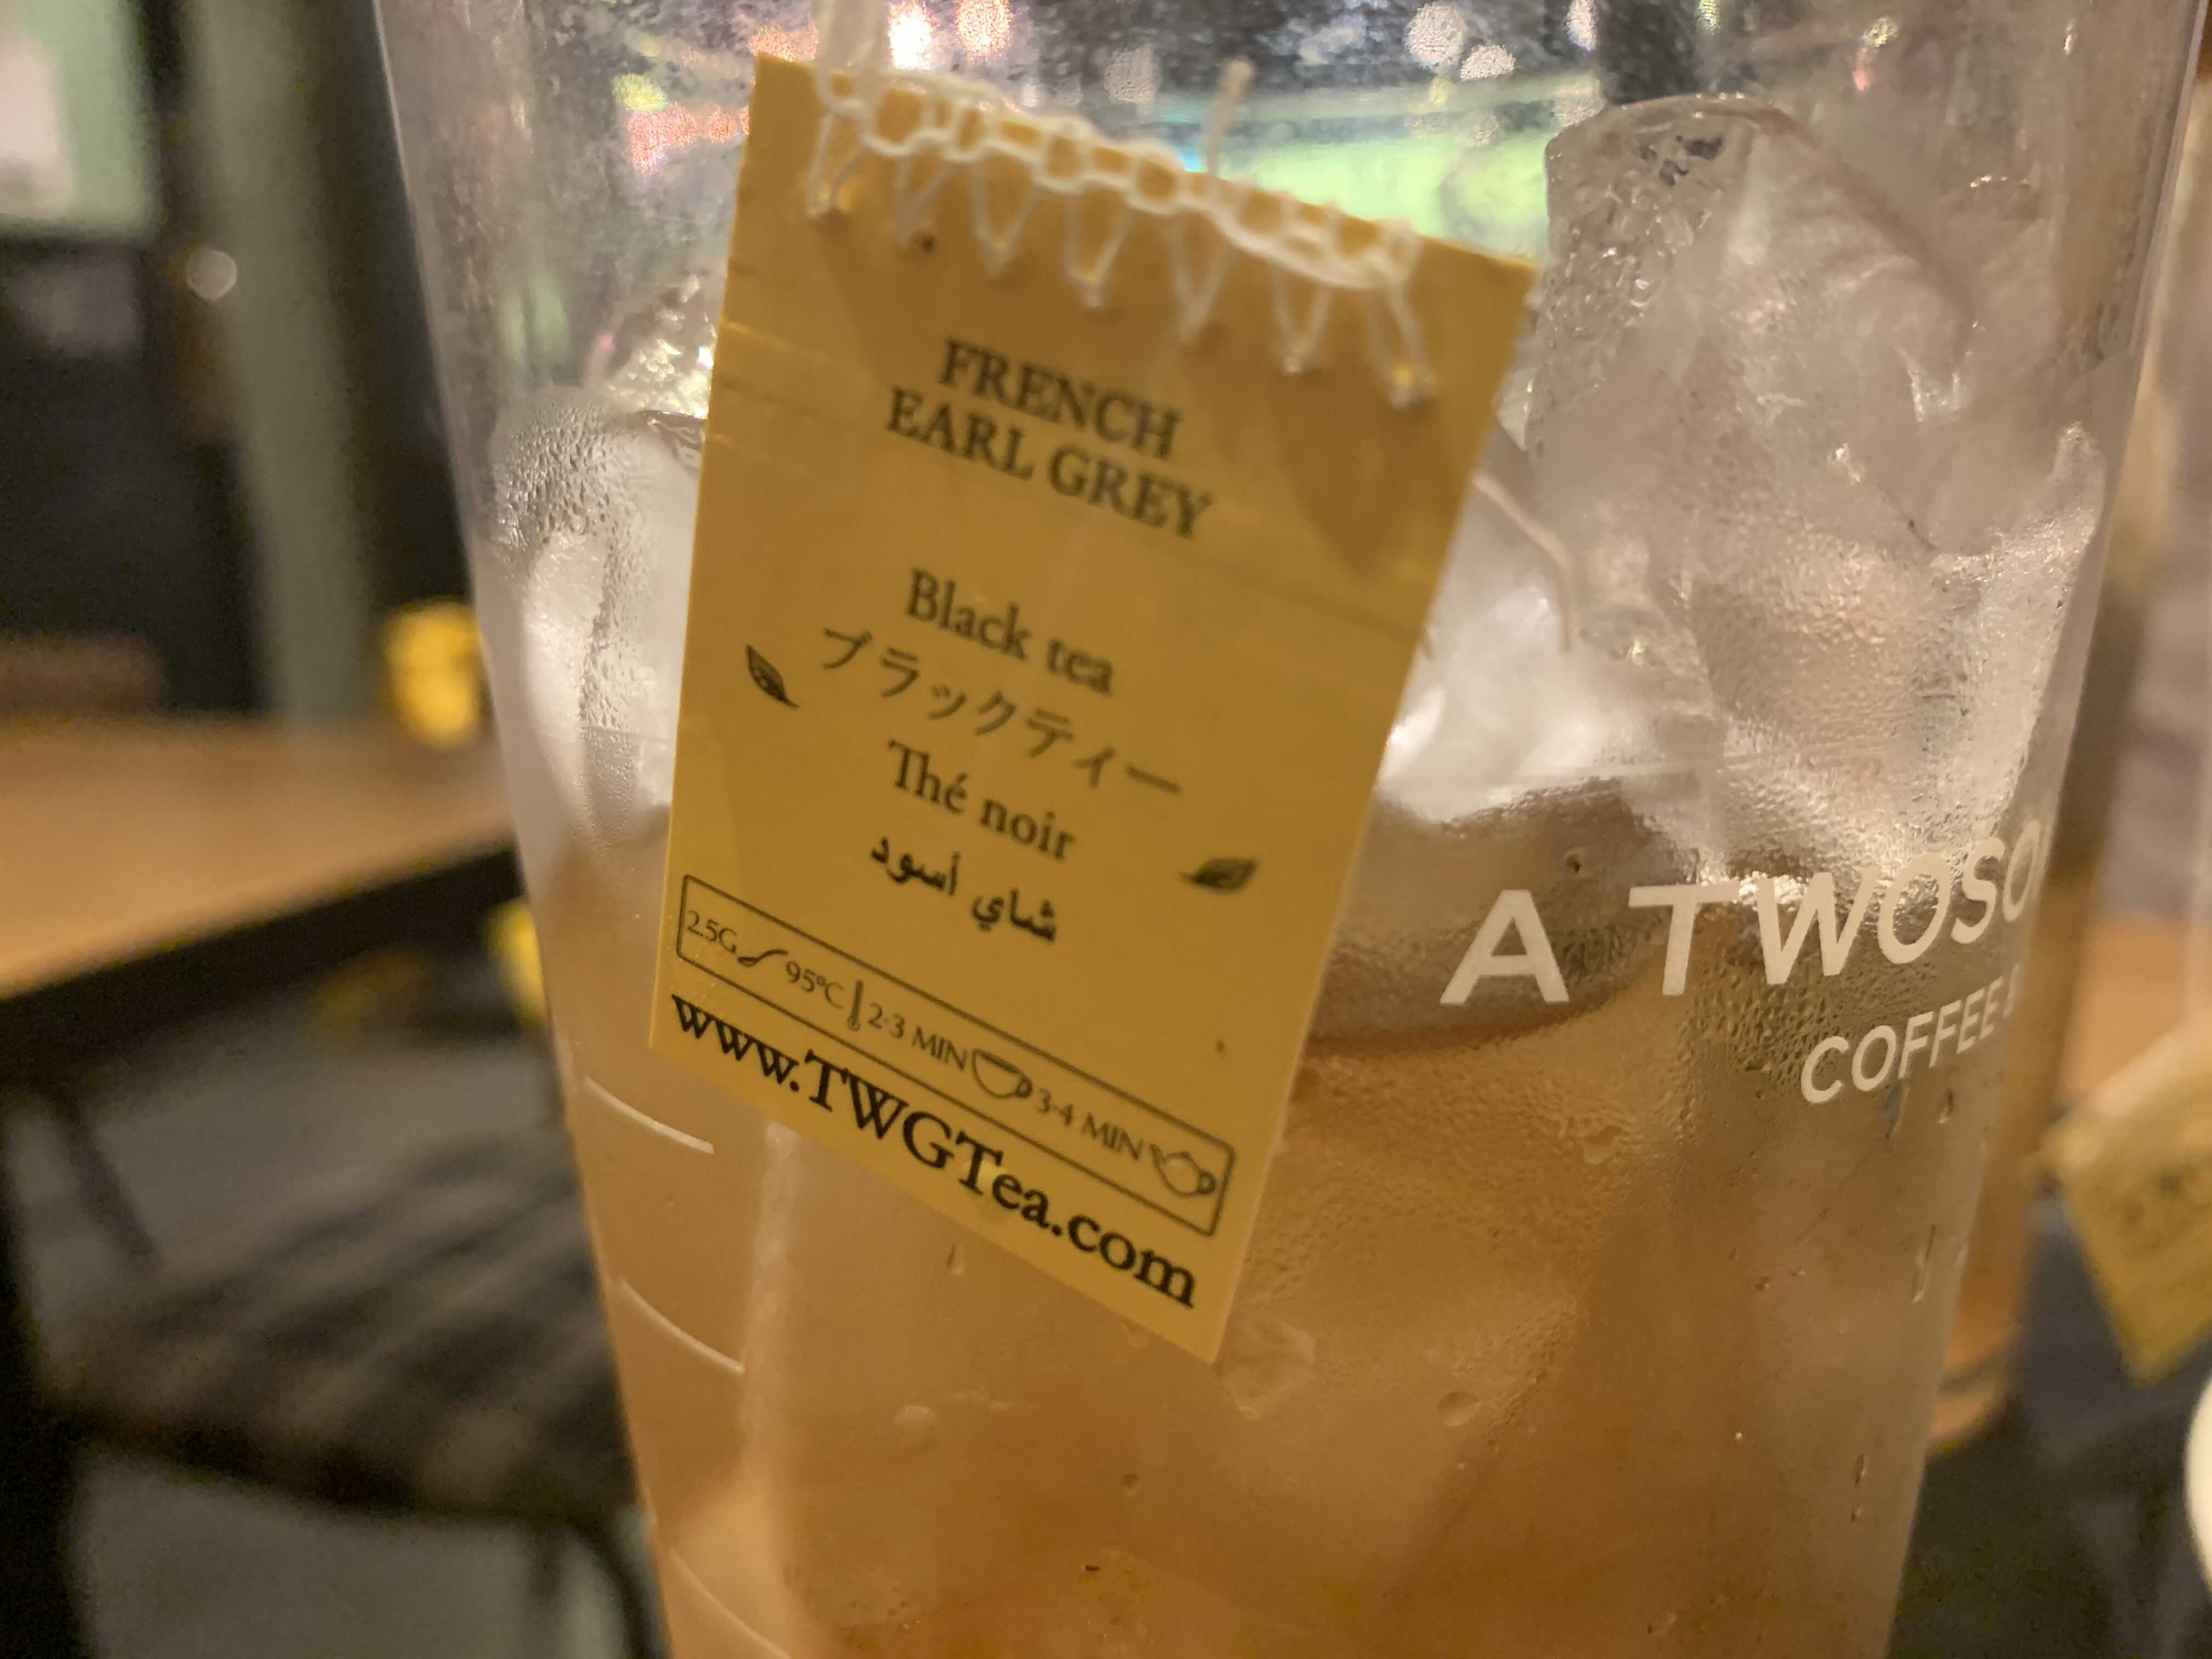 FRENCH
EARL GREY
Black tea
ブラックティー
Thé noir
شاي أسود
2.5G 95°C 2-3 MIN 3-4 MIN
www.TWGTea.com
A
COFFEE